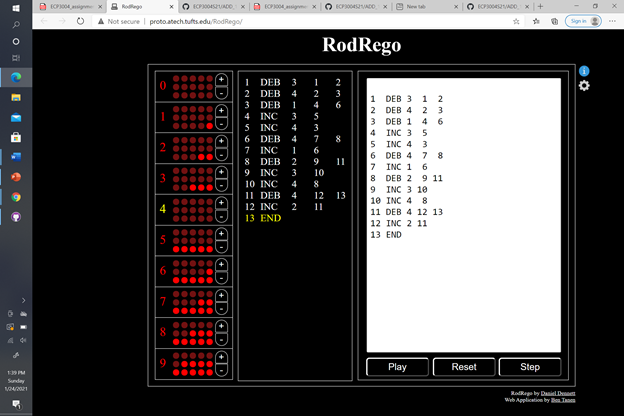 ECP3004_assignme
RodRego
ECP3004S21/ADD_
ECP3004_assignme
ECP3004S21/ADD_
New tab
ECP3004S21/ADD_
Not secure | proto.atech.tufts.edu/RodRego/
Sign in
RodRego
0 + -
1 + -
2 + -
3 + -
4 + -
5 + -
6 + -
7 + -
8 + -
9 + -
1 DEB 3 1 2
2 DEB 4 2 3
3 DEB 1 4 6
4 INC 3 5
5 INC 4 3
6 DEB 4 7 8
7 INC 1 6
8 DEB 2 9 11
9 INC 3 10
10 INC 4 8
11 DEB 4 12 13
12 INC 2 11
13 END
1 DEB 3 1 2
2 DEB 4 2 3
3 DEB 1 4 6
4 INC 3 5
5 INC 4 3
6 DEB 4 7 8
7 INC 1 6
8 DEB 2 9 11
9 INC 3 10
10 INC 4 8
11 DEB 4 12 13
12 INC 2 11
13 END
Play
Reset
Step
RodRego by Daniel Dennett
Web Application by Ben Tanen
1:39 PM
Sunday
1/24/2021